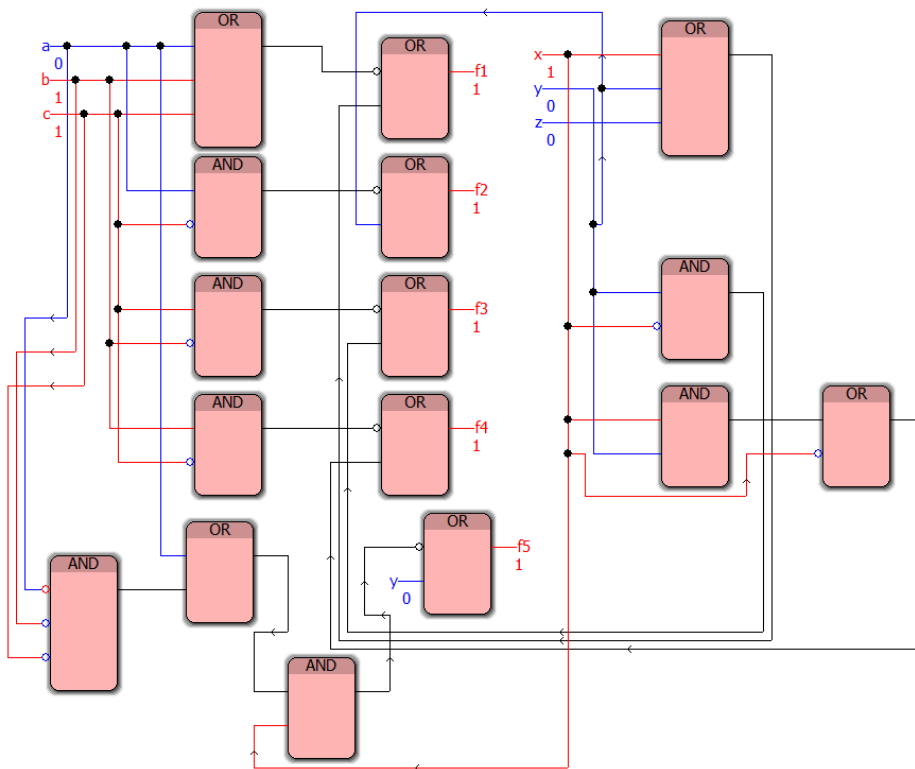 OR
a
0
b
1
c
1
OR
f1
1
OR
x
1
y
0
z
0
AND
OR
f2
1
AND
OR
f3
1
AND
AND
OR
f4
1
AND
OR
OR
OR
f5
1
y
0
AND
AND